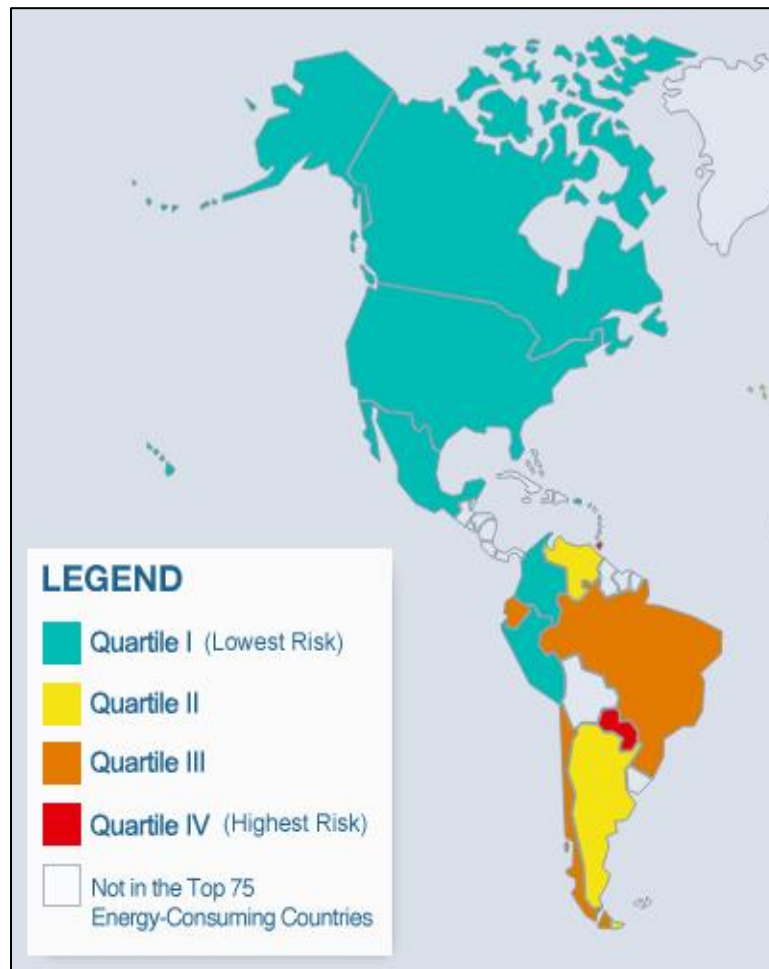 LEGEND
Quartile I (Lowest Risk)
Quartile II
Quartile III
Quartile IV (Highest Risk)
Not in the Top 75
Energy-Consuming Countries